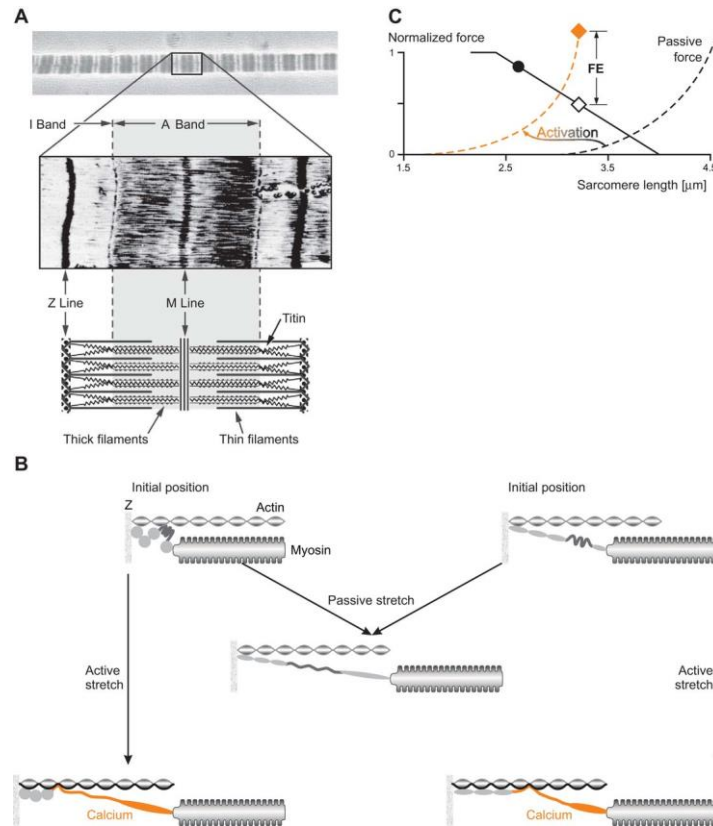 A
I Band
A Band
Z Line
M Line
Titin
Thick filaments
Thin filaments
C
Normalized force
1
0
FE
Passive
force
Activation
1.5
2.5
3.5
4.5
Sarcomere length [μm]
B
Initial position
Z
Actin
Myosin
Initial position
Passive stretch
Active
stretch
Active
stretch
Calcium
Calcium